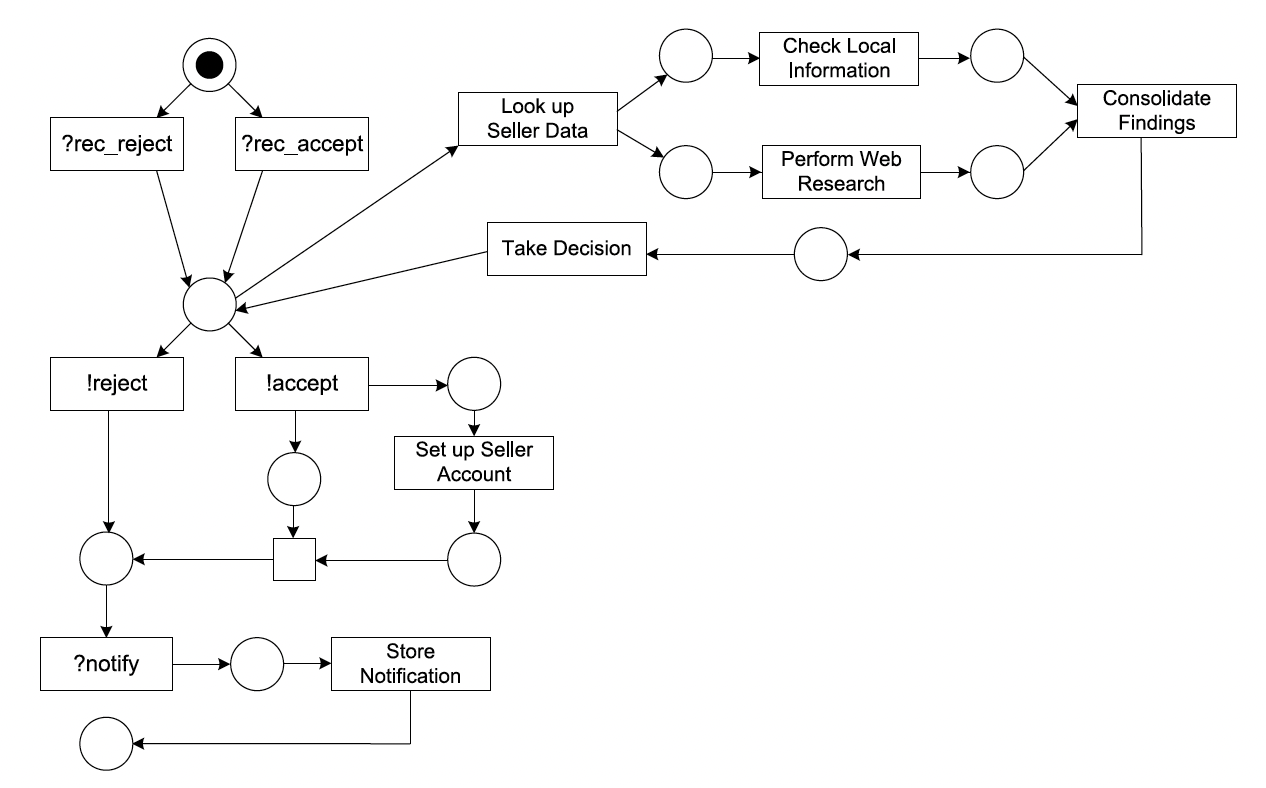 Check Local
Information
Look up
Seller Data
Consolidate
Findings
?rec_reject
?rec_accept
Perform Web
Research
Take Decision
!reject
!accept
Set up Seller
Account
?notify
Store
Notification